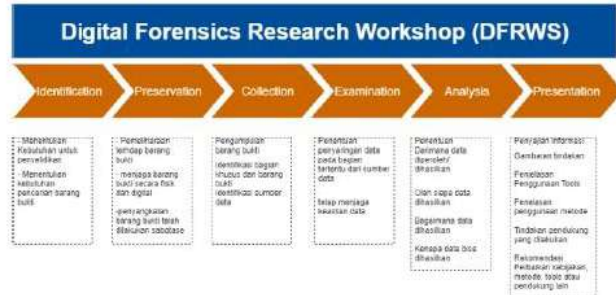 Digital Forensics Research Workshop (DFRWS)
Identification
Preservation
Collection
Examination
Analysis
Presentation
- Menentukan
Kebutuhan untuk
penyelidikan
- Menentukan
kebutuhan
pencarian barang
bukti
- Pemeliharaan
terhdap barang
bukti
- menjaga barang
bukti secara fisik
dan digital
-penyangkalan
barang bukti telah
dilakukan sabotase
Pengumpulan
barang bukti
Identifikasi bagian
khusus dari barang
bukti
Identifikasi sumber
data
Penentuan
penyaringan data
pada bagian
tertentu dari sumber
data
tetap menjaga
keaslian data
Penentuan
Darimana data
diperoleh/
dihasilkan
Oleh siapa data
dihasilkan
Bagaimana data
dihasilkan
Kenapa data bisa
dihasilkan
Penyajian Informasi
Gambaran tindakan
Penjelasan
Penggunaan Tools
Penjelasan
penggunaan metode
Tindakan pendukung
yang dilakukan
Rekomendasi
Perbaikan kebijakan,
metode, tools atau
pendukung lain